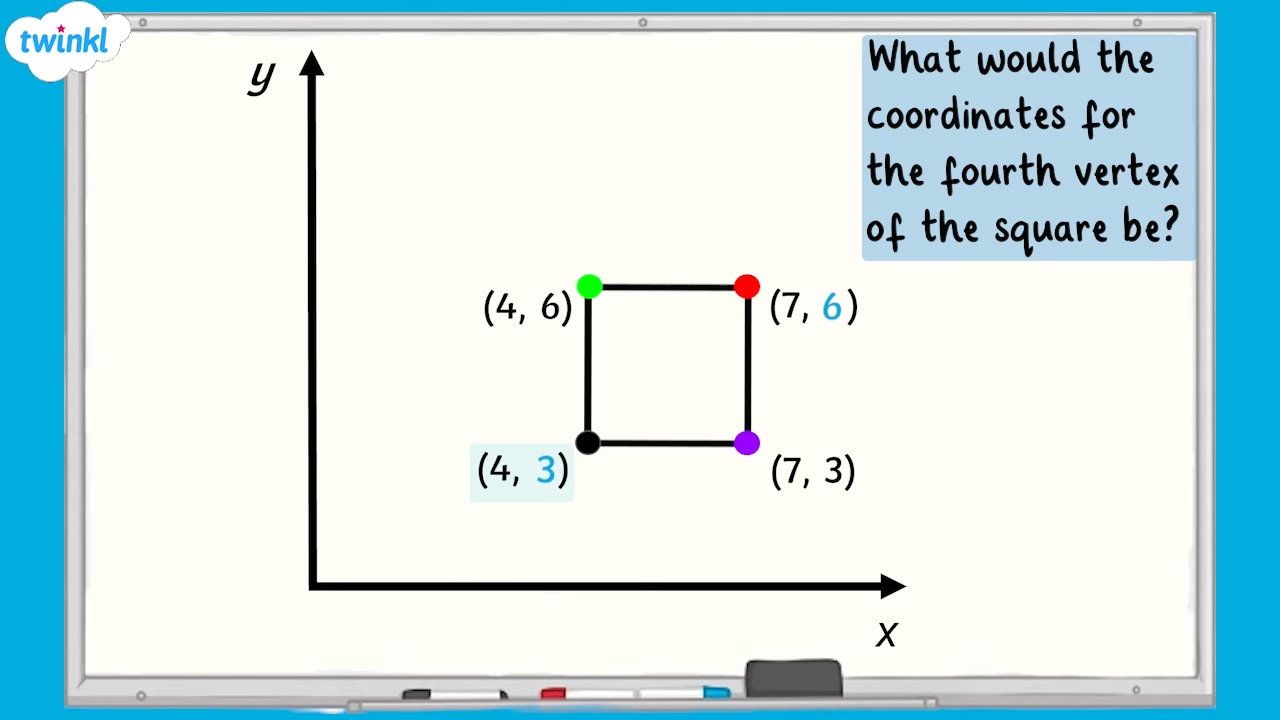 twinkl
What would the
coordinates for
the fourth vertex
of the square be?
y
(4, 6)
(7, 6)
(4, 3)
(7, 3)
x